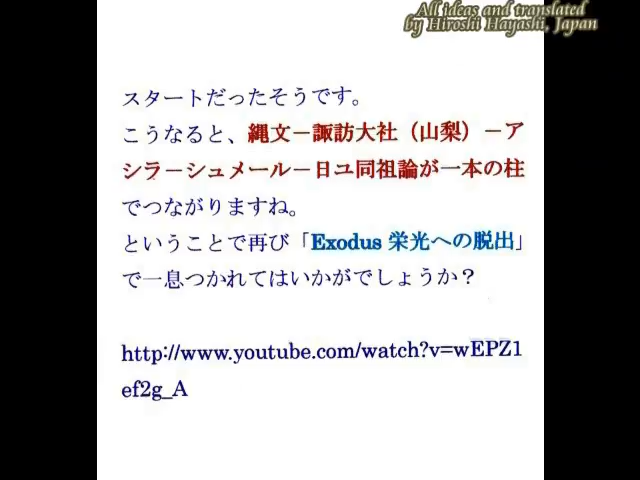 All ideas and translated
by Hiroshi Hayashi, Japan
スタートだったそうです。
こうなると、縄文－諏訪大社（山梨）－ア
シラ－シュメール－日ユ同祖論が一本の柱
でつながりますね。
ということで再び「Exodus 栄光への脱出」
で一息つかれてはいかがでしょうか？
http://www.youtube.com/watch?v=wEPZ1
ef2g_A